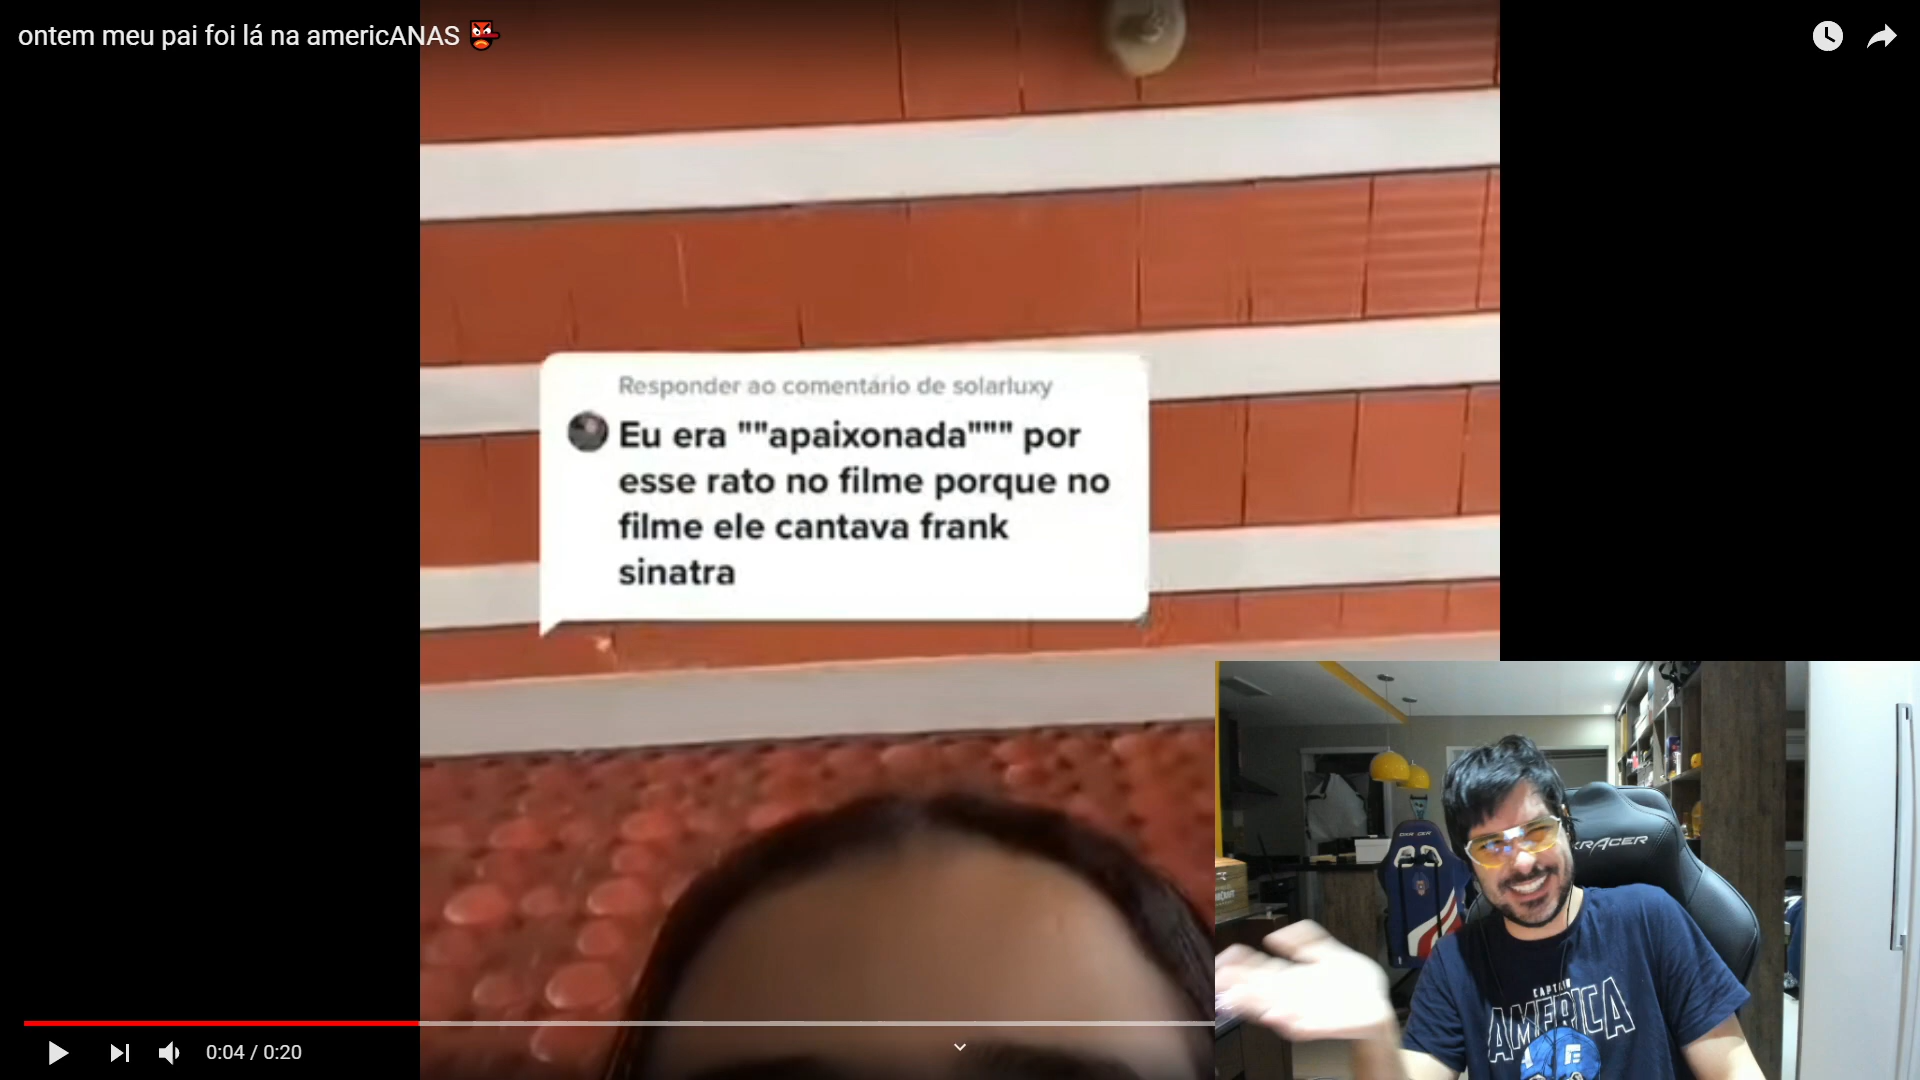 ontem meu pai foi lá na americANAS 👺
Responder ao comentário de solarluxy
Eu era ""apaixonada""" por
esse rato no filme porque no
filme ele cantava frank
sinatra
0:04 / 0:20
DXRACER
CAPTAIN
AMERICA